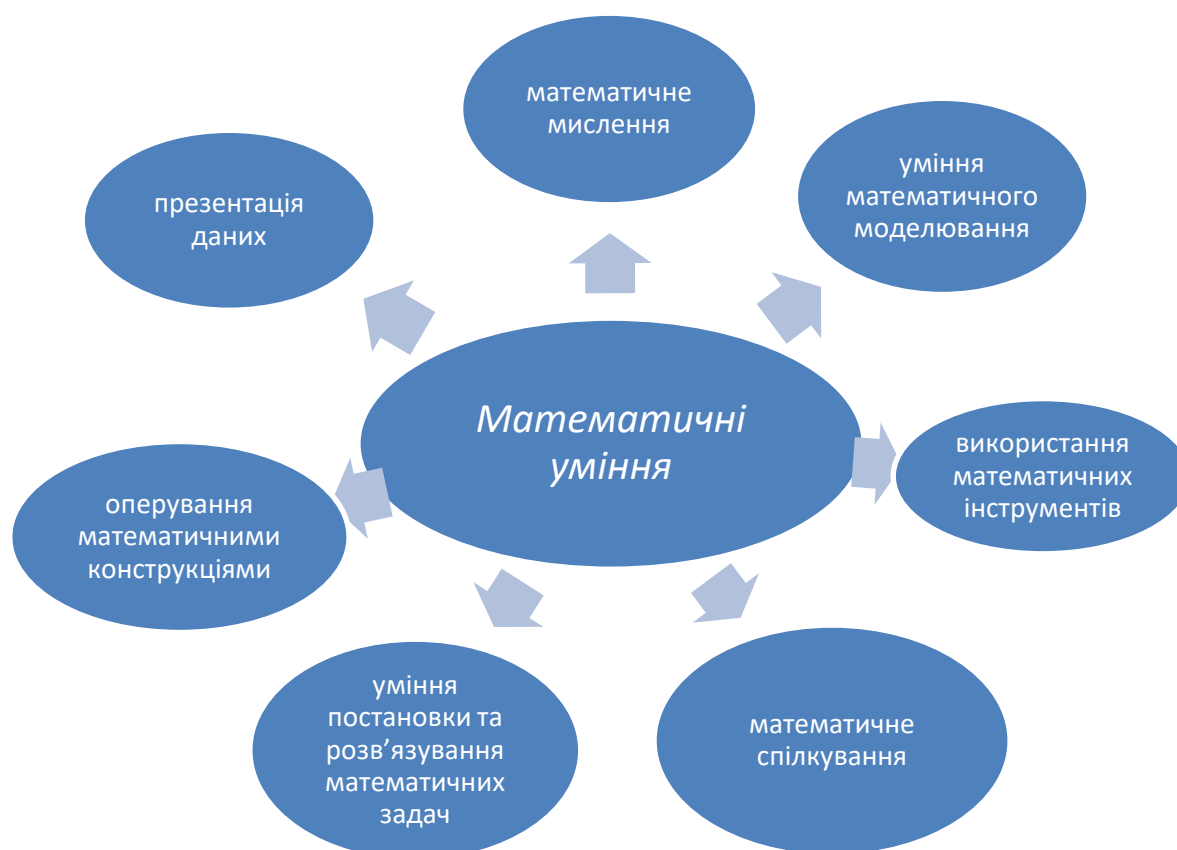 математичне
мислення
уміння
математичного
моделювання
презентація
даних
Математичні
уміння
використання
математичних
інструментів
оперування
математичними
конструкціями
уміння
постановки та
розв’язування
математичних
задач
математичне
спілкування